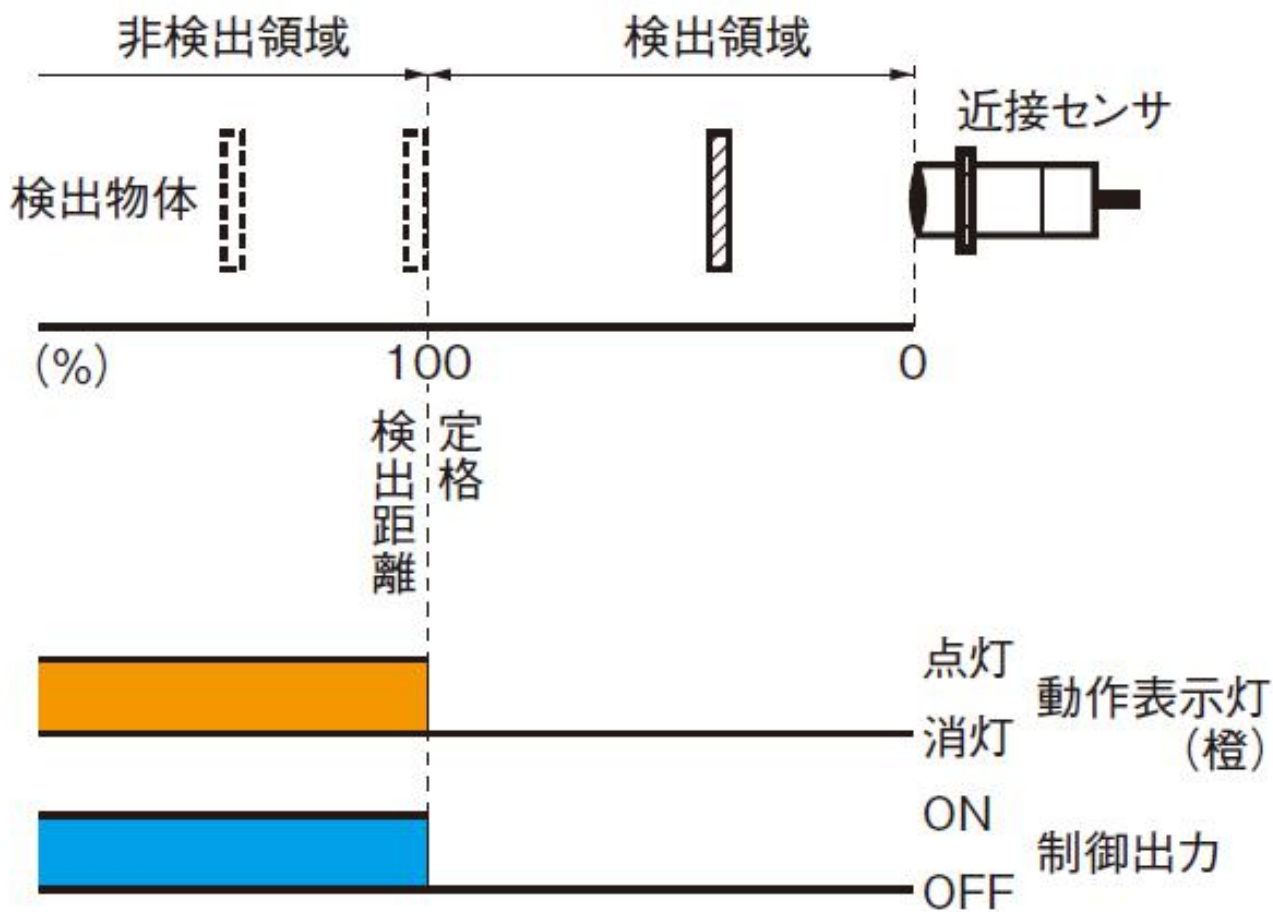 非検出領域
検出領域
近接センサ
検出物体
(%)
100
0
定格
検出距離
点灯
消灯
動作表示灯
(橙)
ON
OFF
制御出力